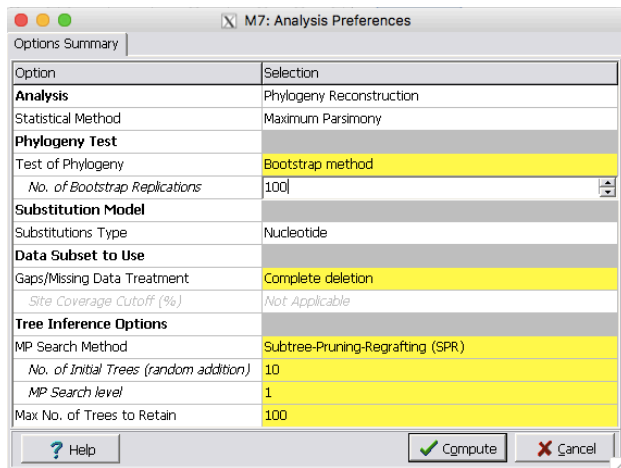 M7: Analysis Preferences
Options Summary
Option Selection
Analysis Phylogeny Reconstruction
Statistical Method Maximum Parsimony
Phylogeny Test
Test of Phylogeny Bootstrap method
No. of Bootstrap Replications 100
Substitution Model
Substitutions Type Nucleotide
Data Subset to Use
Gaps/Missing Data Treatment Complete deletion
Site Coverage Cutoff (%) Not Applicable
Tree Inference Options
MP Search Method Subtree-Pruning-Regrafting (SPR)
No. of Initial Trees (random addition) 10
MP Search level 1
Max No. of Trees to Retain 100
? Help Compute Cancel